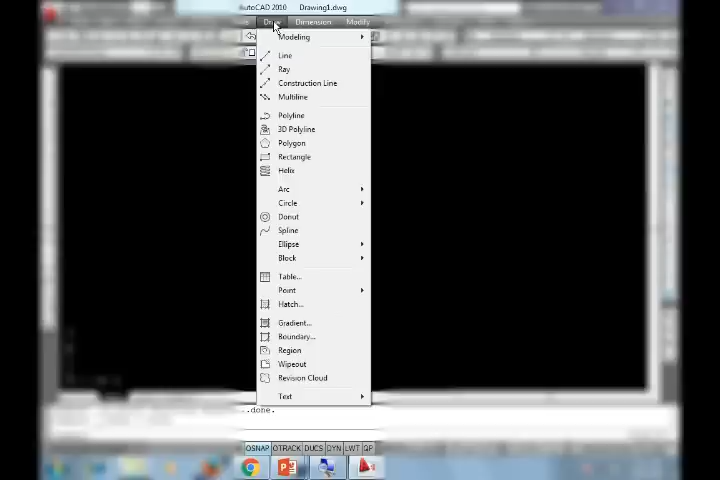 AutoCAD 2010 Drawing1.dwg
Draw Dimension Modify
Modeling
Line
Ray
Construction Line
Multiline
Polyline
3D Polyline
Polygon
Rectangle
Helix
Arc
Circle
Donut
Spline
Ellipse
Block
Table...
Point
Hatch...
Gradient...
Boundary...
Region
Wipeout
Revision Cloud
Text
..done.
OSNAP OTRACK DUCS DYN LWT QP